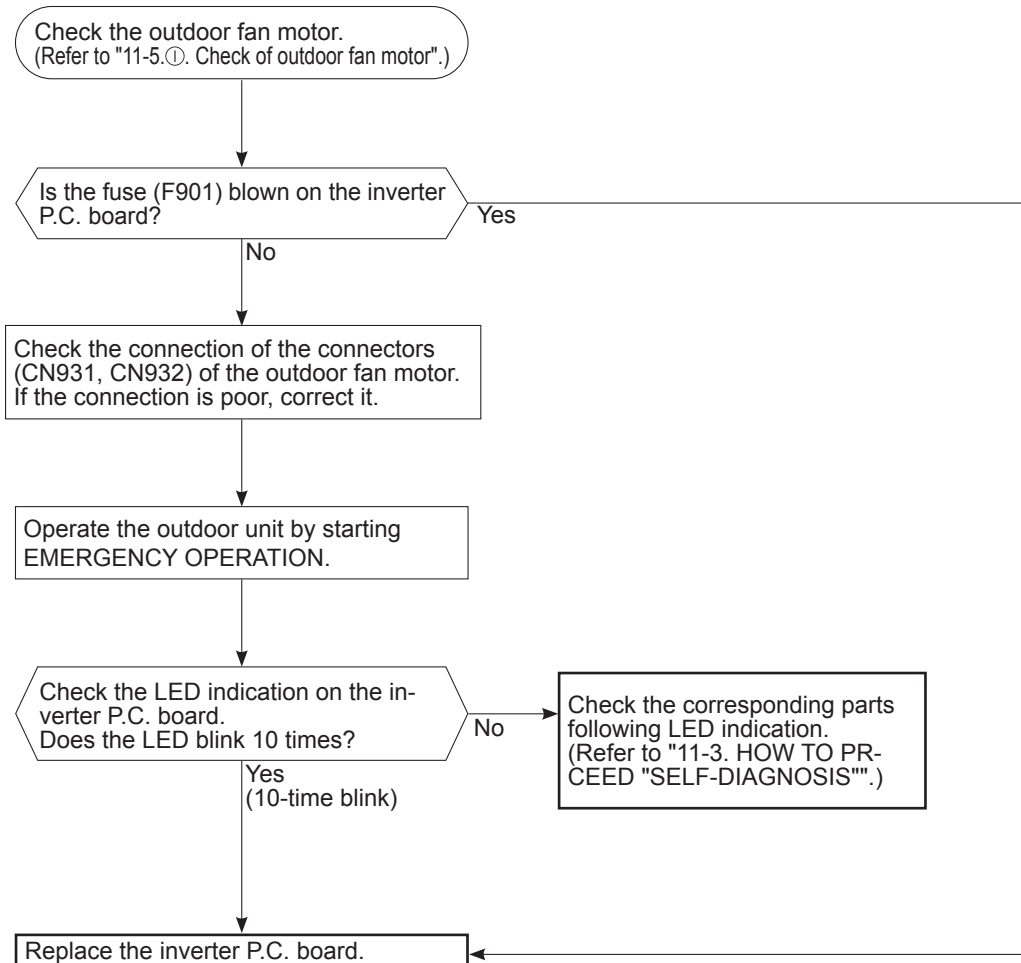 Check the outdoor fan motor.
(Refer to "11-5.Ⓘ. Check of outdoor fan motor".)
Is the fuse (F901) blown on the inverter
P.C. board?
Yes
No
Check the connection of the connectors
(CN931, CN932) of the outdoor fan motor.
If the connection is poor, correct it.
Operate the outdoor unit by starting
EMERGENCY OPERATION.
Check the LED indication on the in-
verter P.C. board.
Does the LED blink 10 times?
No
Check the corresponding parts
following LED indication.
(Refer to "11-3. HOW TO PR-
CEED "SELF-DIAGNOSIS"".)
Yes
(10-time blink)
Replace the inverter P.C. board.